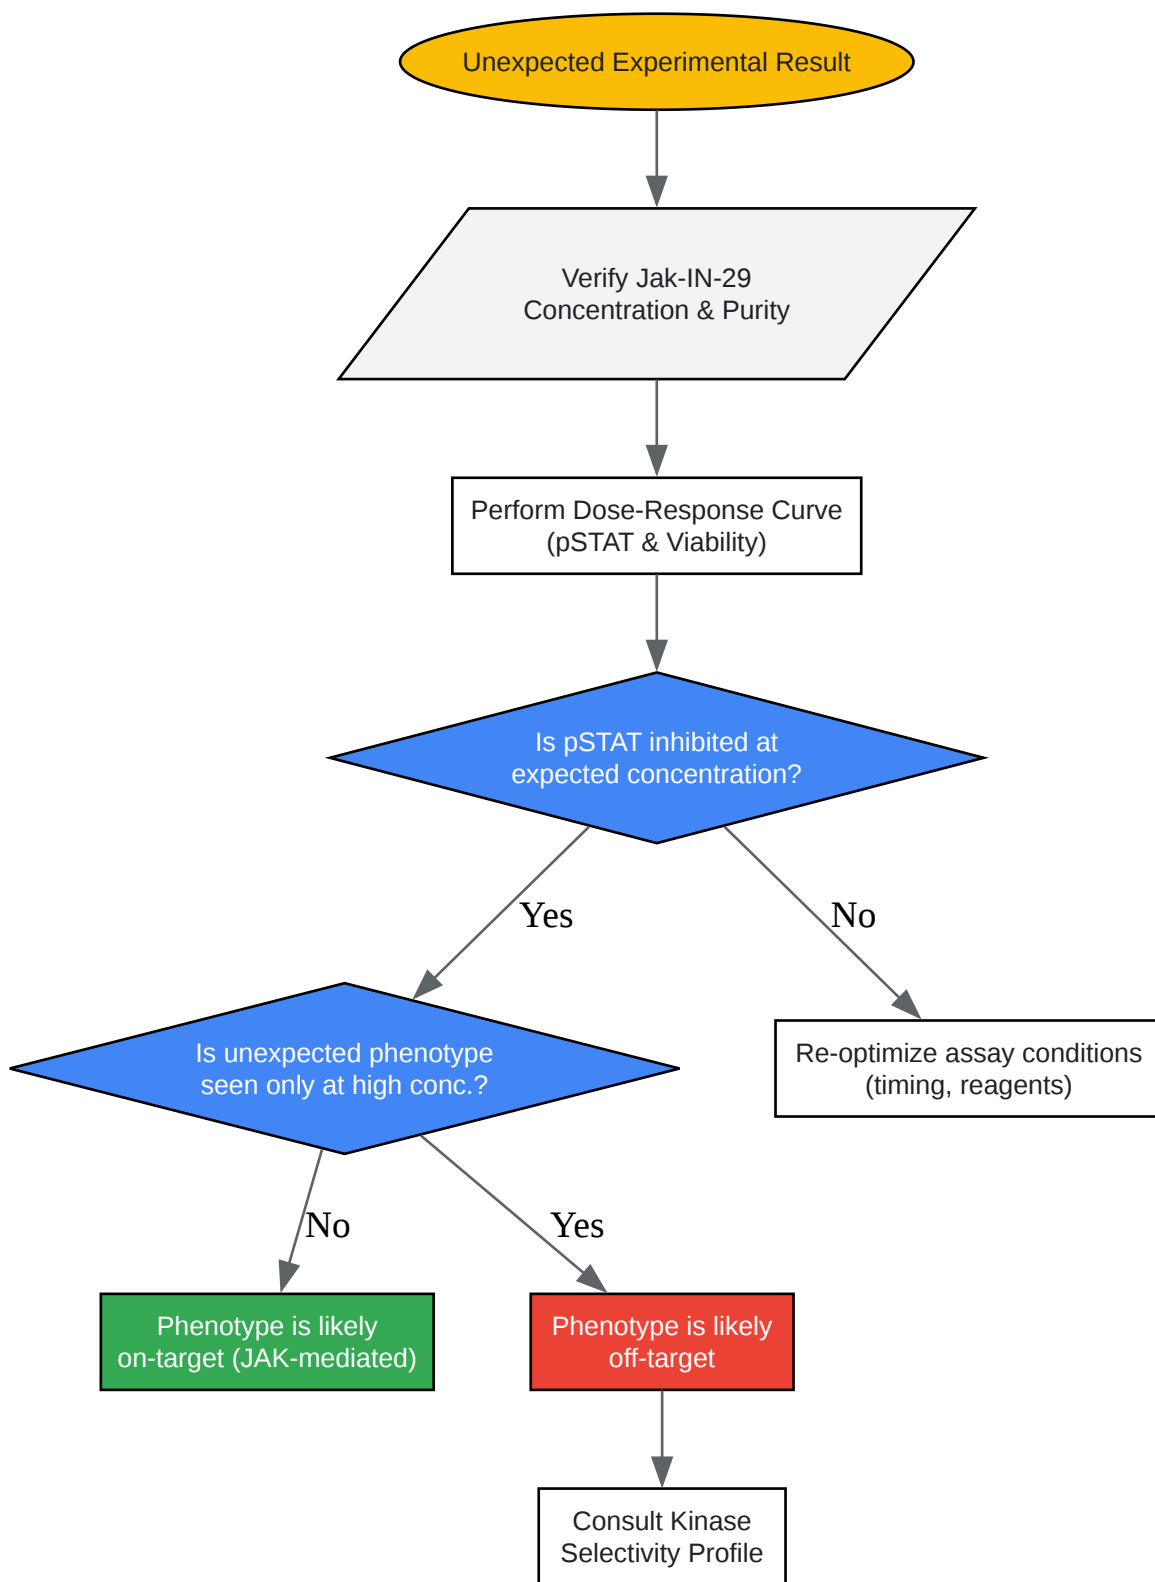 Unexpected Experimental Result
Verify Jak-IN-29
Concentration & Purity
Perform Dose-Response Curve
(pSTAT & Viability)
Is pSTAT inhibited at
expected concentration?
Yes
No
Is unexpected phenotype
seen only at high conc.?
Re-optimize assay conditions
(timing, reagents)
No
Yes
Phenotype is likely
on-target (JAK-mediated)
Phenotype is likely
off-target
Consult Kinase
Selectivity Profile